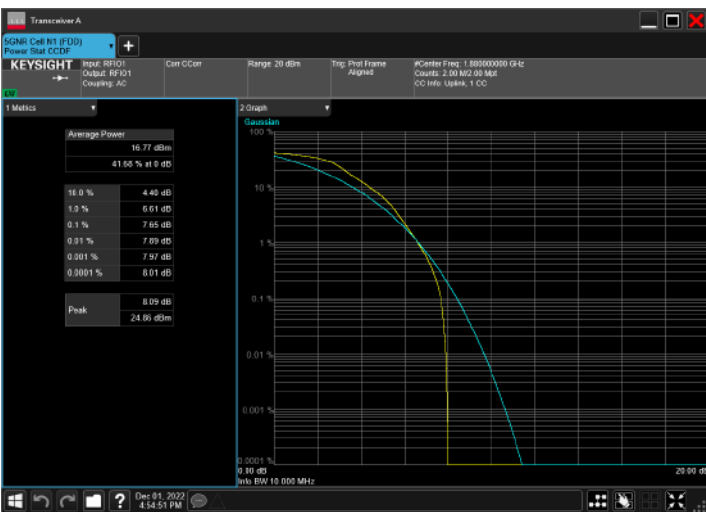 Transceiver A
5GNR Cell N1 (FDD)
Power Stat CCDF
KEYSIGHT
Input: RFIO1
Output: RFIO1
Coupling: AC
Corr CCorr
Range: 20 dBm
Trig: Prot Frame
Aligned
#Center Freq: 1.880000000 GHz
Counts: 2.00 M/2.00 Mpt
CC Info: Uplink, 1 CC
1 Metrics
Average Power
16.77 dBm
41.68 % at 0 dB
10.0 % 4.40 dB
1.0 % 6.61 dB
0.1 % 7.65 dB
0.01 % 7.89 dB
0.001 % 7.97 dB
0.0001 % 8.01 dB
Peak
8.09 dB
24.86 dBm
2 Graph
Gaussian
100 %
10 %
1 %
0.1 %
0.01 %
0.001 %
0.0001 %
0.00 dB
20.00 dB
Info BW 10.000 MHz
Dec 01, 2022
4:54:51 PM